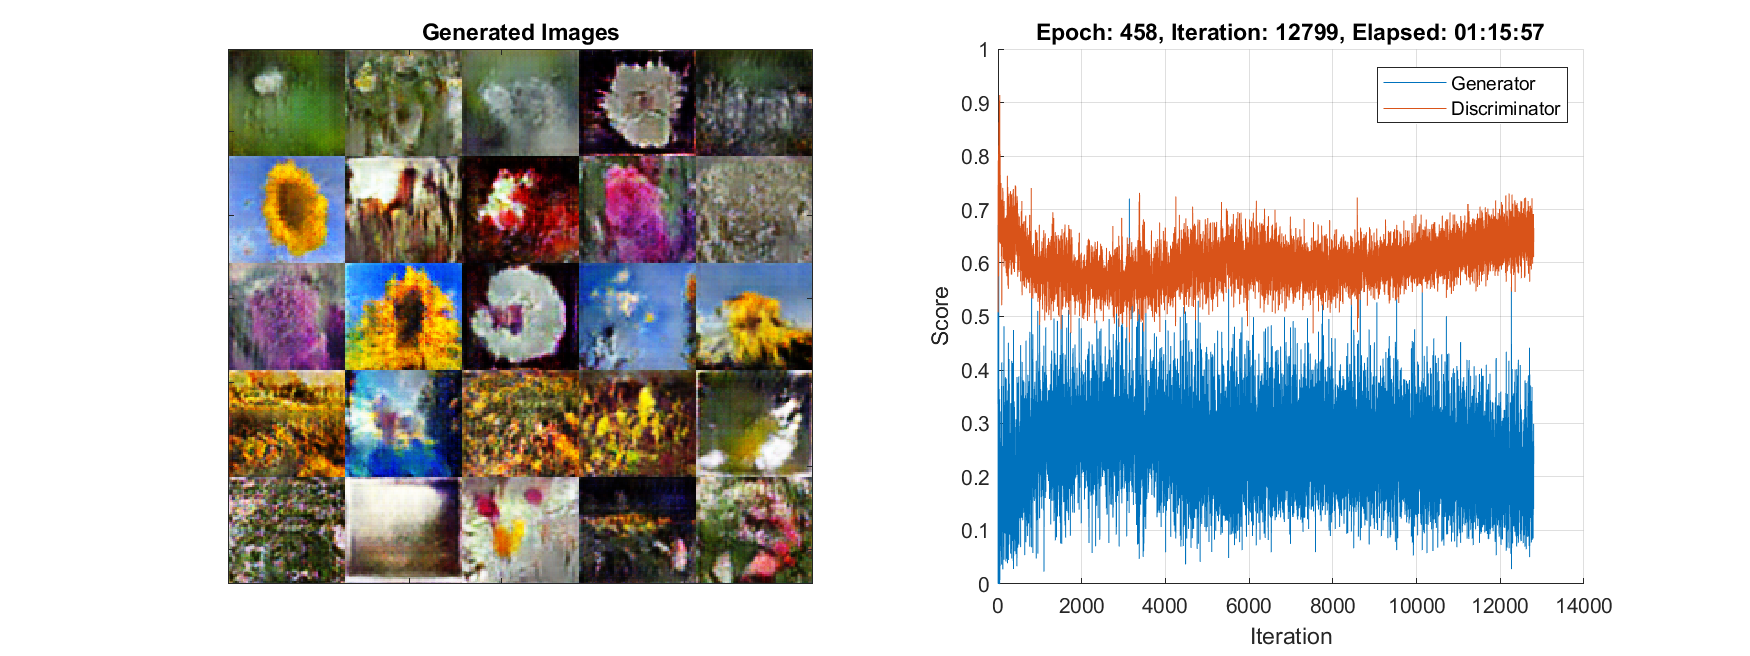 Generated Images
Epoch: 458, Iteration: 12799, Elapsed: 01:15:57
Generator
Discriminator
1
0.9
0.8
0.7
0.6
0.5
0.4
0.3
0.2
0.1
0
Score
0 2000 4000 6000 8000 10000 12000 14000
Iteration